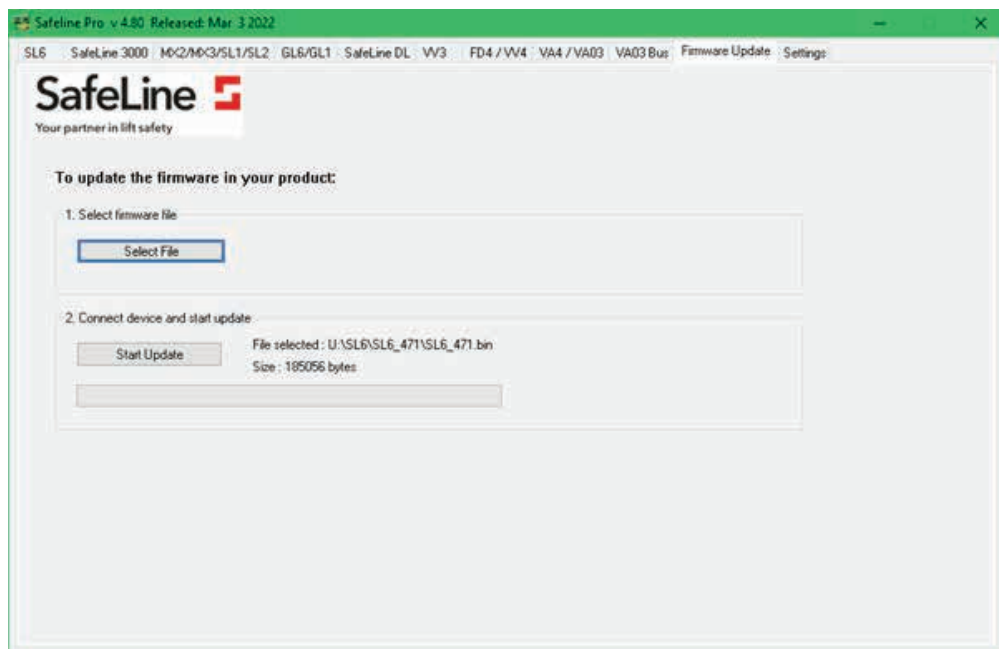 Safeline Pro v 4.80 Released: Mar 3 2022
SL6 SafeLine 3000 MX2/MX3/SL1/SL2 GL6/GL1 SafeLine DL VV3 FD4 / VV4 VA4 / VA03 VA03 Bus Firmware Update Settings
SafeLine
Your partner in lift safety
To update the firmware in your product:
1. Select firmware file
Select File
2. Connect device and start update
Start Update
File selected : U:\SL6\SL6_471\SL6_471.bin
Size : 185056 bytes